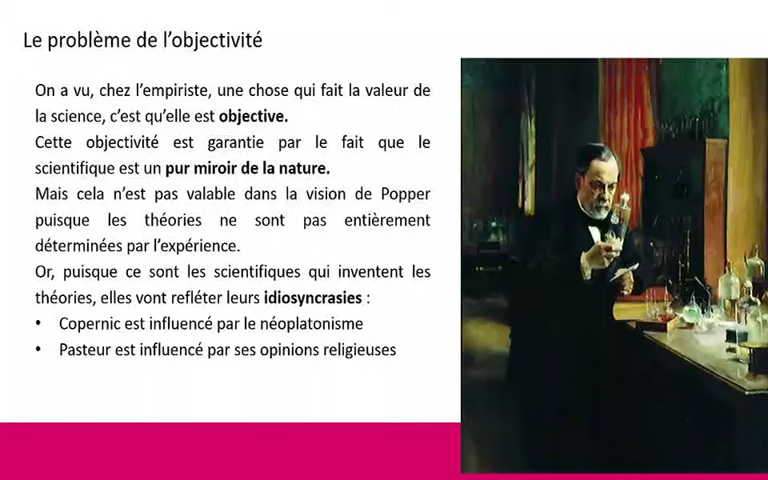 Le problème de l'objectivité
On a vu, chez l'empiriste, une chose qui fait la valeur de
la science, c'est qu'elle est objective.
Cette objectivité est garantie par le fait que le
scientifique est un pur miroir de la nature.
Mais cela n'est pas valable dans la vision de Popper
puisque les théories ne sont pas entièrement
déterminées par l'expérience.
Or, puisque ce sont les scientifiques qui inventent les
théories, elles vont refléter leurs idiosyncrasies :
• Copernic est influencé par le néoplatonisme
• Pasteur est influencé par ses opinions religieuses